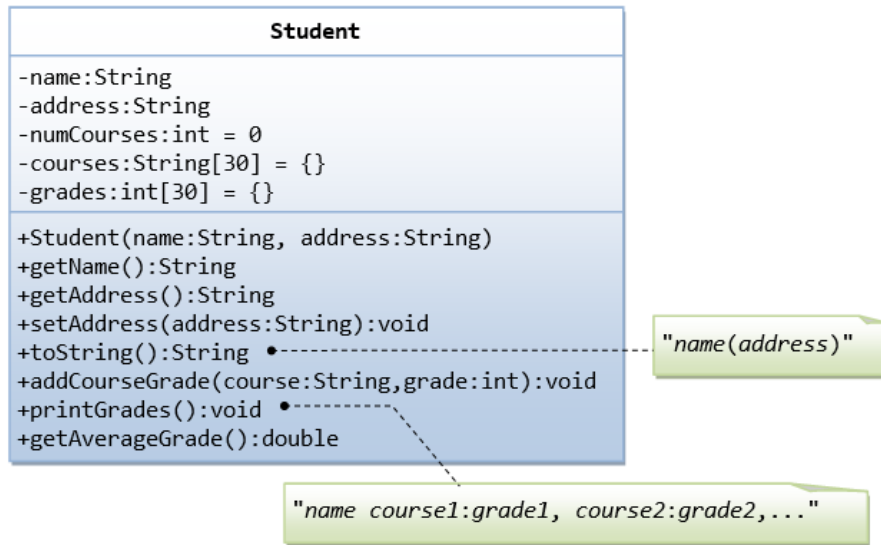 Student
-name:String
-address:String
-numCourses:int = 0
-courses:String[30] = {}
-grades:int[30] = {}
+Student(name:String, address:String)
+getName():String
+getAddress():String
+setAddress(address:String):void
+toString():String
"name(address)"
+addCourseGrade(course:String,grade:int):void
+printGrades():void
+getAverageGrade():double
"name course1:grade1, course2:grade2,..."